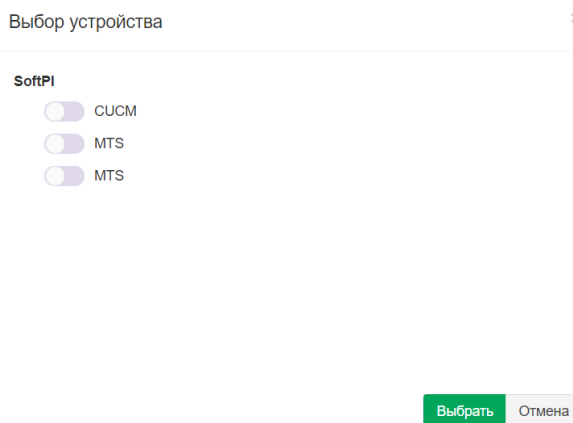 Выбор устройства
SoftPI
CUCM
MTS
MTS
Выбрать Отмена